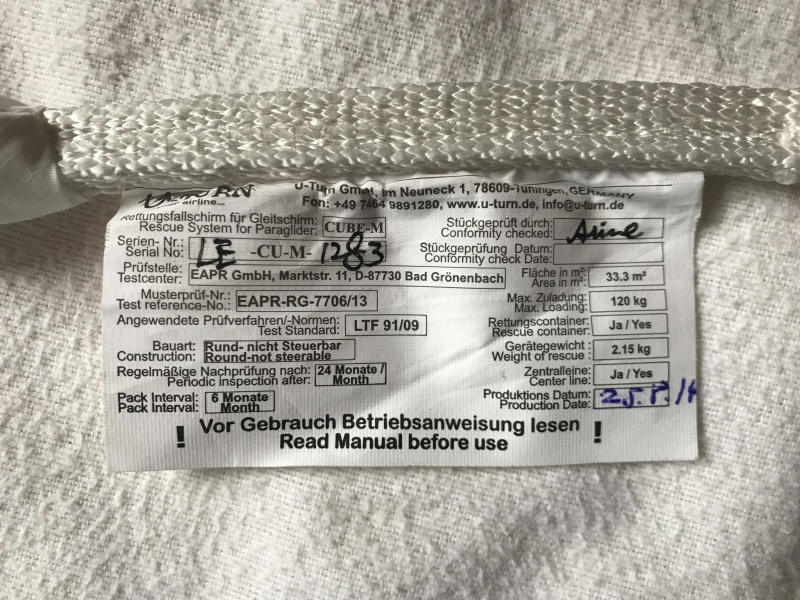 U-TURN
airline...
U-Turn GmbH, Im Neuneck 1, 78609-Tuningen, GERMANY
Fon: +49 7464 9891280, www.u-turn.de, info@u-turn.de
Rettungsfallschirm für Gleitschirm:
Rescue System for Paraglider: CUBE-M
Serien- Nr.:
Serial No: LE -CU-M- 1283
Prüfstelle:
Testcenter: EAPR GmbH, Marktstr. 11, D-87730 Bad Grönenbach
Musterprüf-Nr.:
Test reference-No.: EAPR-RG-7706/13
Angewendete Prüfverfahren/-Normen:
Test Standard: LTF 91/09
Bauart: Rund- nicht Steuerbar
Construction: Round-not steerable
Regelmäßige Nachprüfung nach: 24 Monate /
Periodic inspection after: Month
Pack Interval: 6 Monate
Pack Interval: Month
Stückgeprüft durch:
Conformity checked:
Stückgeprüfung Datum:
Conformity check Date:
Fläche in m²:
Area in m²: 33.3 m²
Max. Zuladung:
Max. Loading: 120 kg
Rettungscontainer:
Rescue container: Ja / Yes
Gerätegewicht :
Weight of rescue : 2.15 kg
Zentralleine:
Center line: Ja / Yes
Produktions Datum:
Production Date: 25.
! Vor Gebrauch Betriebsanweisung lesen !
Read Manual before use